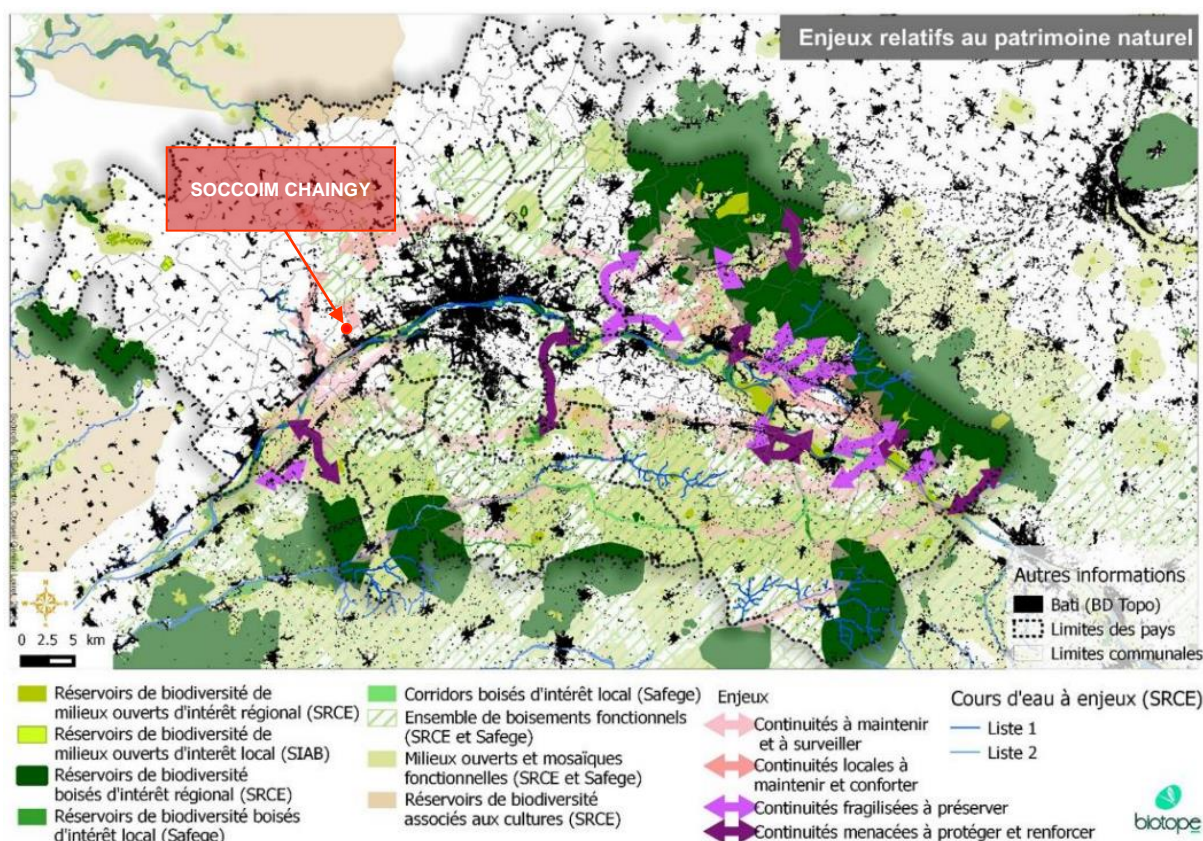 Enjeux relatifs au patrimoine naturel
SOCCOIM CHAINGY
0 2.5 5 km
Autres informations
Bati (BD Topo)
Limites des pays
Limites communales
Réservoirs de biodiversité de
milieux ouverts d'intérêt régional (SRCE)
Réservoirs de biodiversité de
milieux ouverts d'interêt local (SIAB)
Réservoirs de biodiversité
boisés d'intérêt régional (SRCE)
Réservoirs de biodiversité boisés
d'intérêt local (Safege)
Corridors boisés d'intérêt local (Safege)
Ensemble de boisements fonctionnels
(SRCE et Safege)
Milieux ouverts et mosaïques
fonctionnelles (SRCE et Safege)
Réservoirs de biodiversité
associés aux cultures (SRCE)
Enjeux
Continuités à maintenir
et à surveiller
Continuités locales à
maintenir et conforter
Continuités fragilisées à préserver
Continuités menacées à protéger et renforcer
Cours d'eau à enjeux (SRCE)
Liste 1
Liste 2
biotope